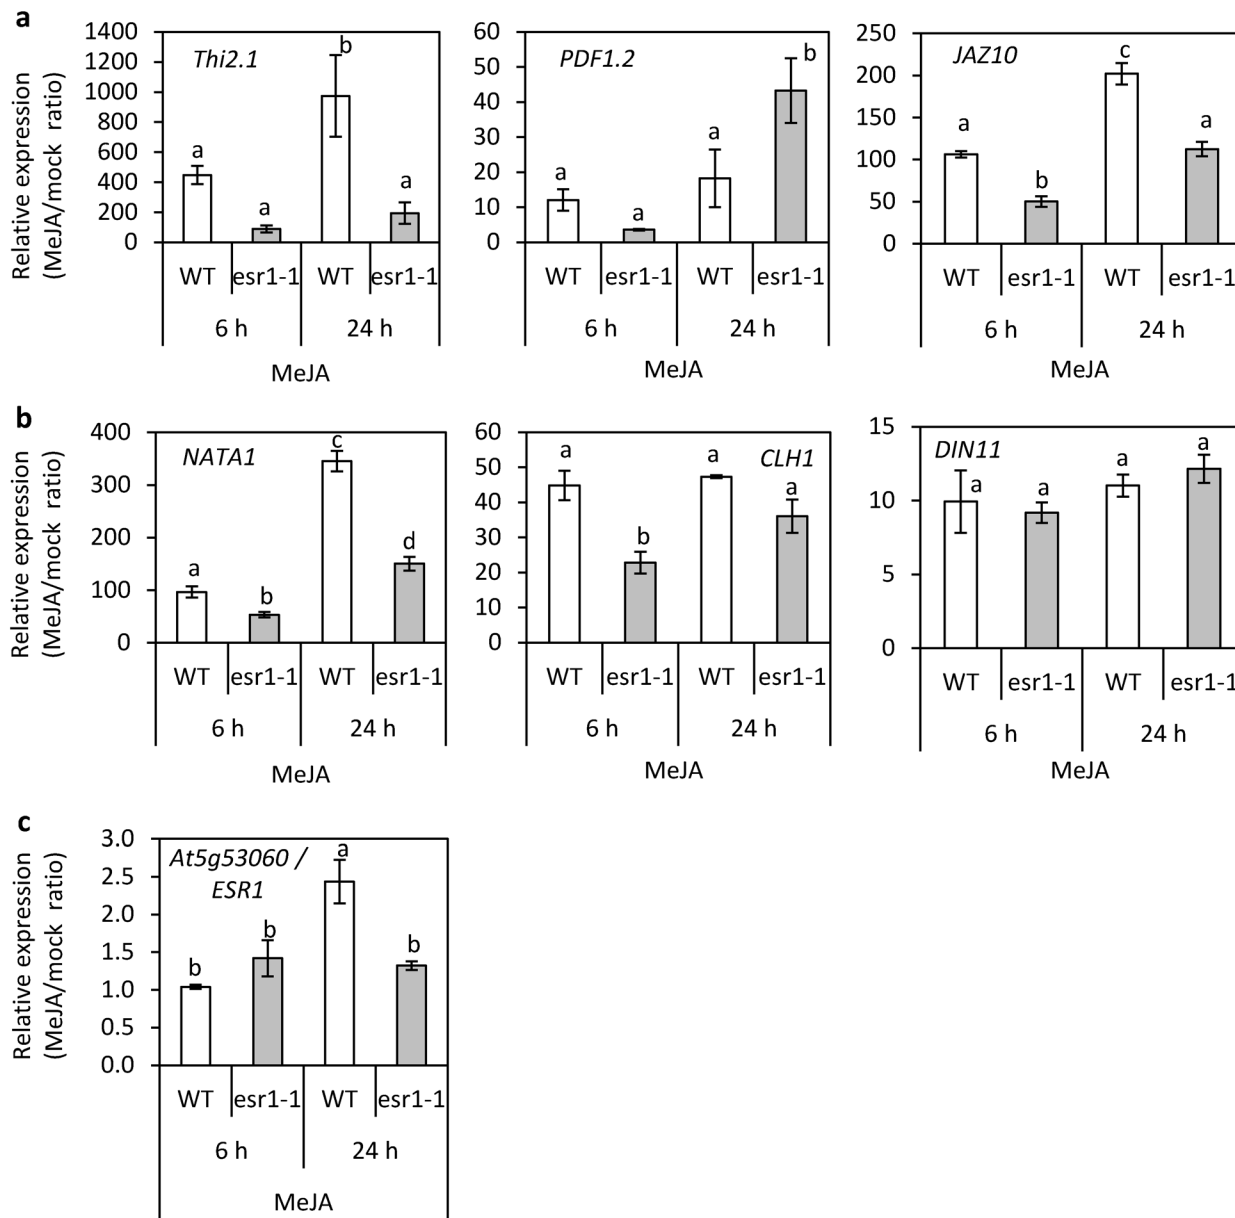 a
Relative expression
(MeJA/mock ratio)
1400
1200
1000
800
600
400
200
0
Thi2.1
a
a
b
a
WT
esr1-1
WT
esr1-1
6 h
24 h
MeJA
60
50
40
30
20
10
0
PDF1.2
a
a
a
b
WT
esr1-1
WT
esr1-1
6 h
24 h
MeJA
250
200
150
100
50
0
JAZ10
a
b
c
a
WT
esr1-1
WT
esr1-1
6 h
24 h
MeJA
b
Relative expression
(MeJA/mock ratio)
400
300
200
100
0
NATA1
a
b
c
d
WT
esr1-1
WT
esr1-1
6 h
24 h
MeJA
60
50
40
30
20
10
0
CLH1
a
b
a
a
WT
esr1-1
WT
esr1-1
6 h
24 h
MeJA
15
10
5
0
DIN11
a
a
a
a
WT
esr1-1
WT
esr1-1
6 h
24 h
MeJA
c
Relative expression
(MeJA/mock ratio)
3.0
2.5
2.0
1.5
1.0
0.5
0.0
At5g53060 /
ESR1
b
b
a
b
WT
esr1-1
WT
esr1-1
6 h
24 h
MeJA